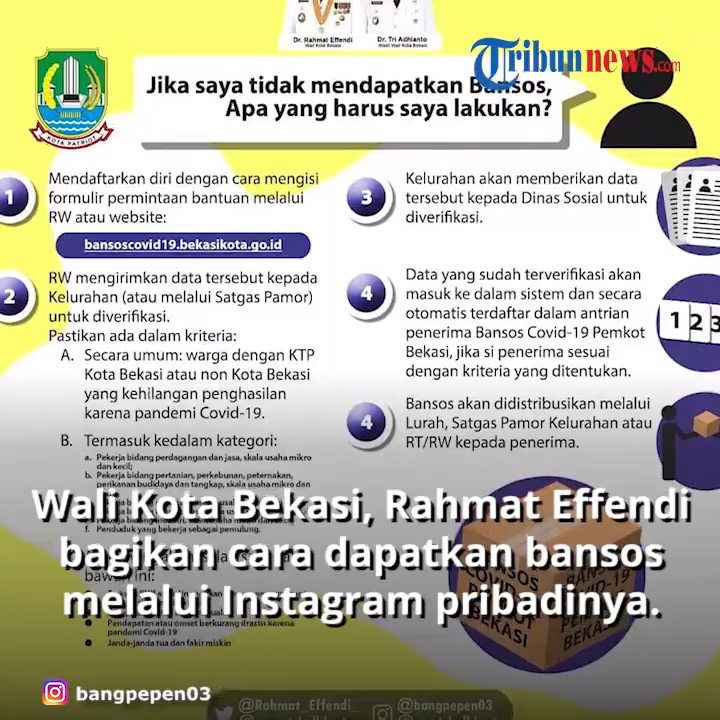 Dr. Rahmat Effendi
Wali Kota Bekasi
Dr. Tri Adhianto
Wakil Wali Kota Bekasi
Tribunnews.com
KOTA PATRIOT
Jika saya tidak mendapatkan Bansos,
Apa yang harus saya lakukan?
1
Mendaftarkan diri dengan cara mengisi
formulir permintaan bantuan melalui
RW atau website:
bansoscovid19.bekasikota.go.id
2
RW mengirimkan data tersebut kepada
Kelurahan (atau melalui Satgas Pamor)
untuk diverifikasi.
Pastikan ada dalam kriteria:
A. Secara umum: warga dengan KTP
Kota Bekasi atau non Kota Bekasi
yang kehilangan penghasilan
karena pandemi Covid-19.
B. Termasuk kedalam kategori:
a. Pekerja bidang perdagangan dan jasa, skala usaha mikro
dan kecil;
b. Pekerja bidang pertanian, perkebunan, peternakan,
perikanan budidaya dan tangkap, skala usaha mikro dan
f. Penduduk yang bekerja sebagai pemulung.
bawah ini:
Pendapatan atau omset berkurang drastis karena
pandemi Covid-19
Janda-janda tua dan fakir miskin
3
Kelurahan akan memberikan data
tersebut kepada Dinas Sosial untuk
diverifikasi.
4
Data yang sudah terverifikasi akan
masuk ke dalam sistem dan secara
otomatis terdaftar dalam antrian
penerima Bansos Covid-19 Pemkot
Bekasi, jika si penerima sesuai
dengan kriteria yang ditentukan.
1 2 3
4
Bansos akan didistribusikan melalui
Lurah, Satgas Pamor Kelurahan atau
RT/RW kepada penerima.
BANSOS
BEKASI
BEKASI
Wali Kota Bekasi, Rahmat Effendi
bagikan cara dapatkan bansos
melalui Instagram pribadinya.
bangpepen03
@Rahmat_Effendi_
@bangpepen03